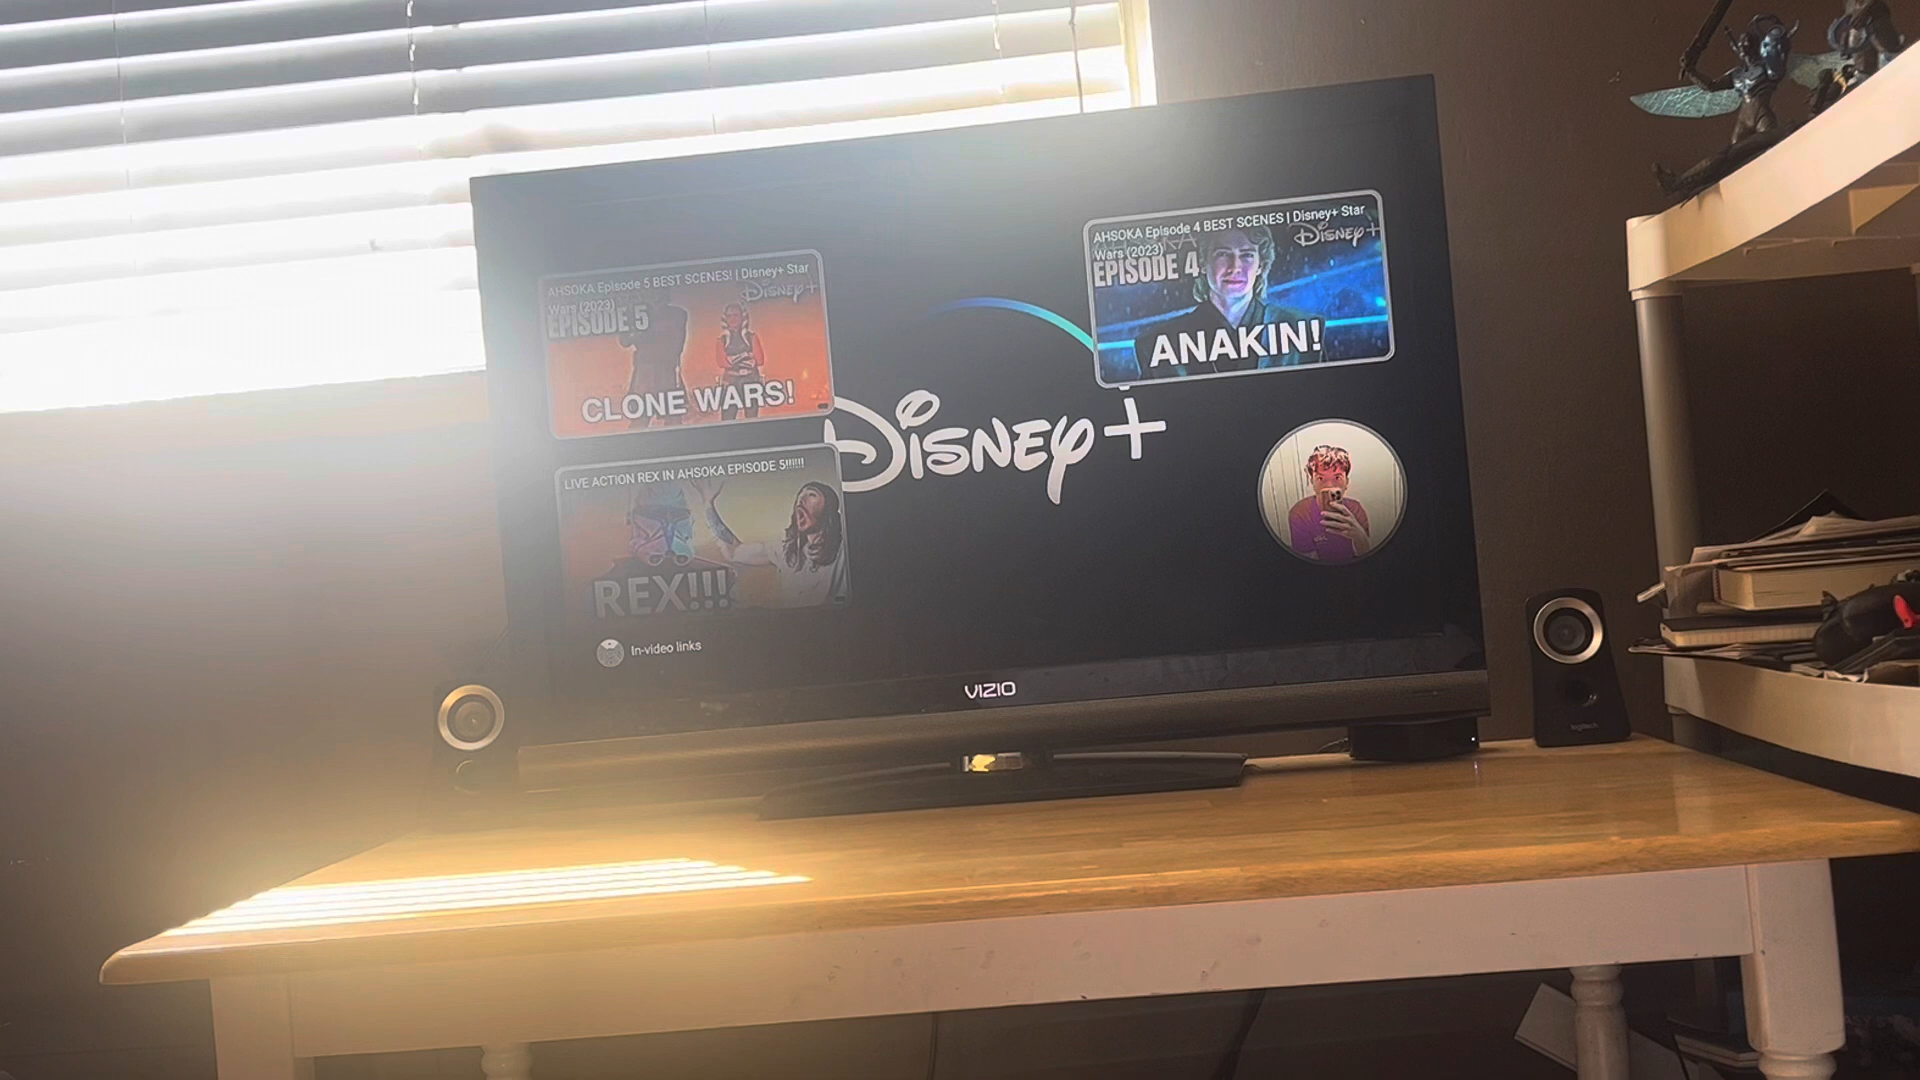 AHSOKA Episode 5 BEST SCENES! | Disney+ Star
Wars (2023)
Disney+
EPISODE 5
CLONE WARS!
AHSOKA Episode 4 BEST SCENES | Disney+ Star
Wars (2023)
AHSOKA
Disney+
EPISODE 4
ANAKIN!
Disney+
LIVE ACTION REX IN AHSOKA EPISODE 5!!!!!!
REX!!!
In-video links
VIZIO
logitech